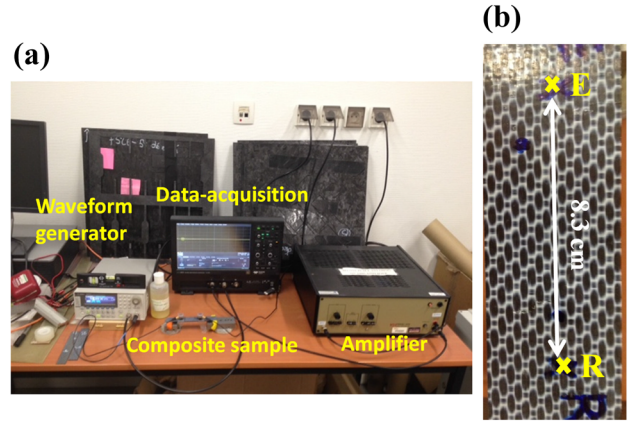 (a)
(b)
E
Data-acquisition
Waveform
generator
8.3 cm
Composite sample
Amplifier
R
R